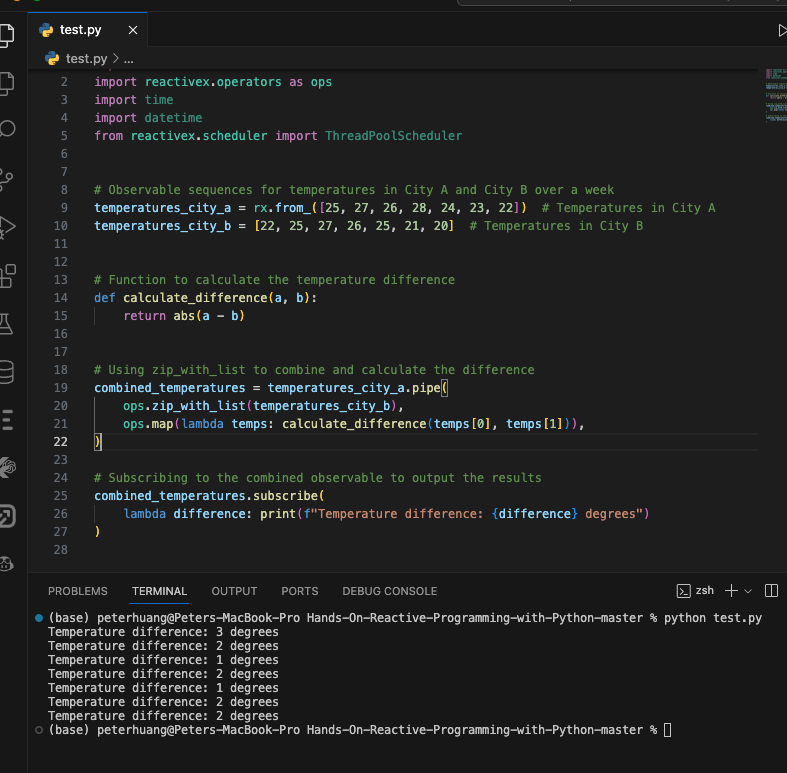 test.py
test.py > ...
2 import reactivex.operators as ops
3 import time
4 import datetime
5 from reactivex.scheduler import ThreadPoolScheduler
6
7
8 # Observable sequences for temperatures in City A and City B over a week
9 temperatures_city_a = rx.from_([25, 27, 26, 28, 24, 23, 22])  # Temperatures in City A
10 temperatures_city_b = [22, 25, 27, 26, 25, 21, 20]  # Temperatures in City B
11
12
13 # Function to calculate the temperature difference
14 def calculate_difference(a, b):
15     return abs(a - b)
16
17
18 # Using zip_with_list to combine and calculate the difference
19 combined_temperatures = temperatures_city_a.pipe(
20     ops.zip_with_list(temperatures_city_b),
21     ops.map(lambda temps: calculate_difference(temps[0], temps[1])),
22 )
23
24 # Subscribing to the combined observable to output the results
25 combined_temperatures.subscribe(
26     lambda difference: print(f"Temperature difference: {difference} degrees")
27 )
28
PROBLEMS TERMINAL OUTPUT PORTS DEBUG CONSOLE zsh
(base) peterhuang@Peters-MacBook-Pro Hands-On-Reactive-Programming-with-Python-master % python test.py
Temperature difference: 3 degrees
Temperature difference: 2 degrees
Temperature difference: 1 degrees
Temperature difference: 2 degrees
Temperature difference: 1 degrees
Temperature difference: 2 degrees
Temperature difference: 2 degrees
(base) peterhuang@Peters-MacBook-Pro Hands-On-Reactive-Programming-with-Python-master %